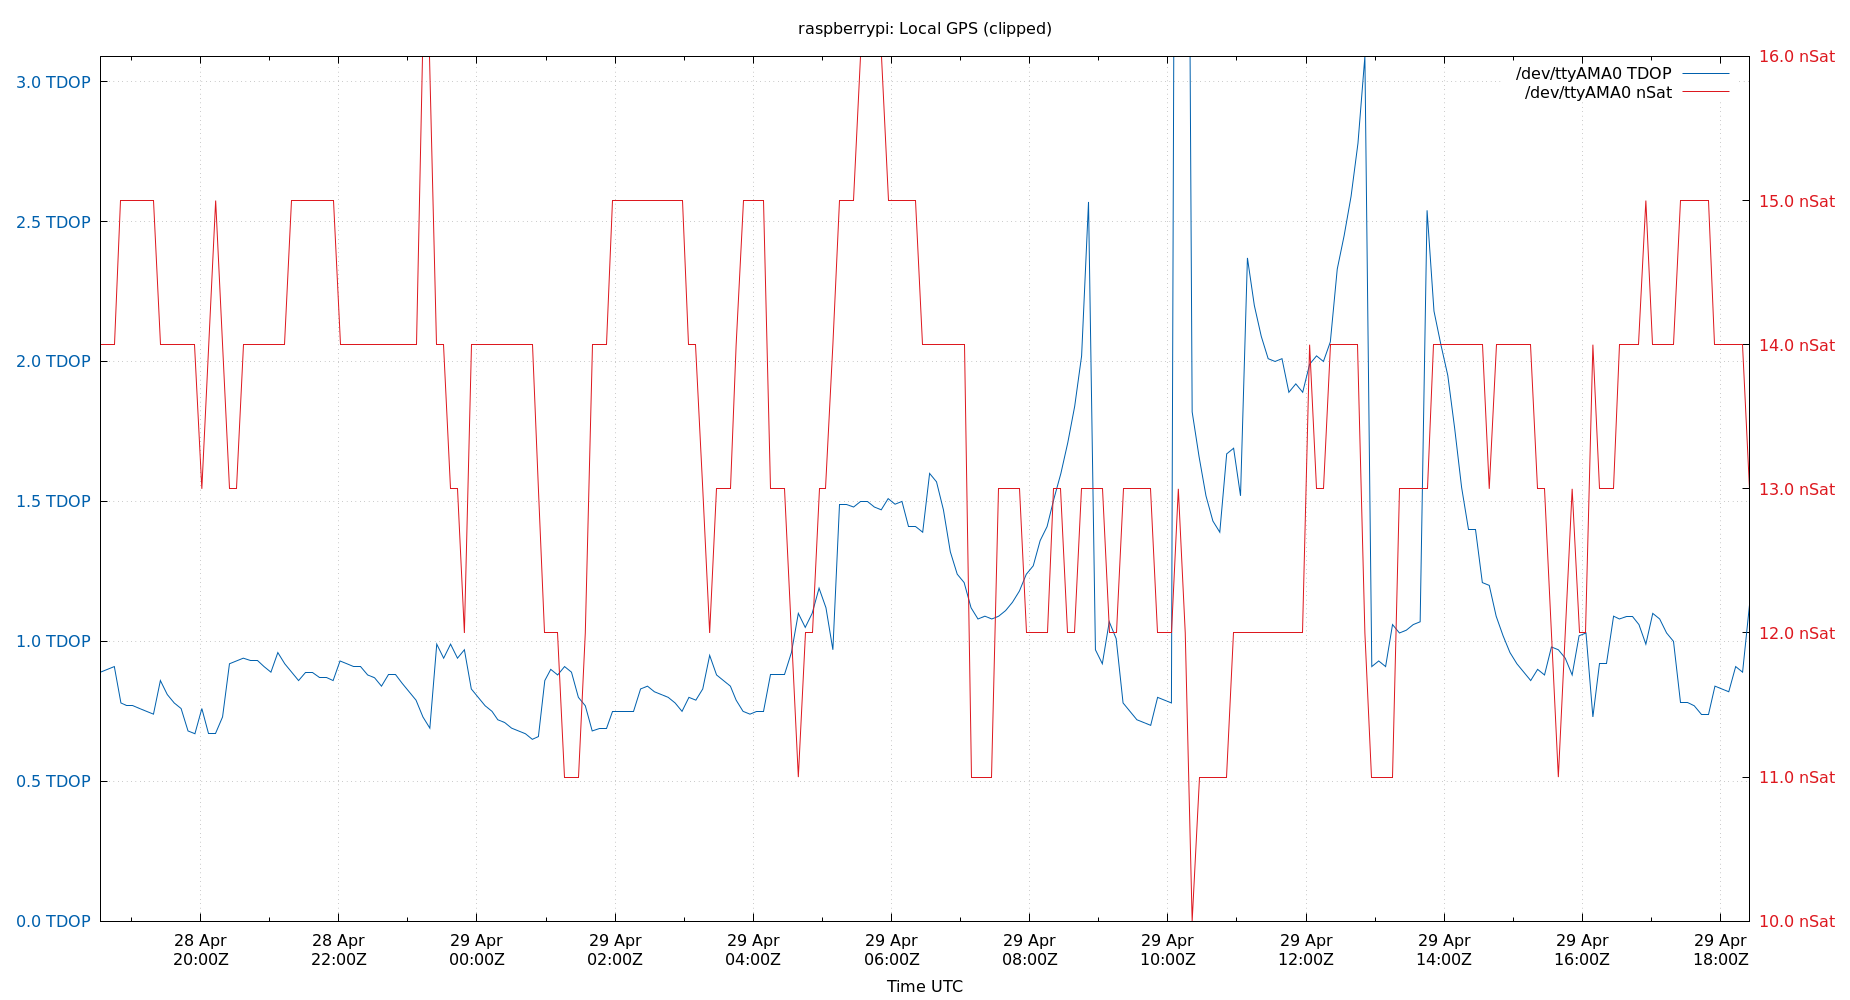 raspberrypi: Local GPS (clipped)
/dev/ttyAMA0 TDOP
/dev/ttyAMA0 nSat
3.0 TDOP
2.5 TDOP
2.0 TDOP
1.5 TDOP
1.0 TDOP
0.5 TDOP
0.0 TDOP
16.0 nSat
15.0 nSat
14.0 nSat
13.0 nSat
12.0 nSat
11.0 nSat
10.0 nSat
28 Apr
20:00Z
28 Apr
22:00Z
29 Apr
00:00Z
29 Apr
02:00Z
29 Apr
04:00Z
29 Apr
06:00Z
29 Apr
08:00Z
29 Apr
10:00Z
29 Apr
12:00Z
29 Apr
14:00Z
29 Apr
16:00Z
29 Apr
18:00Z
Time UTC